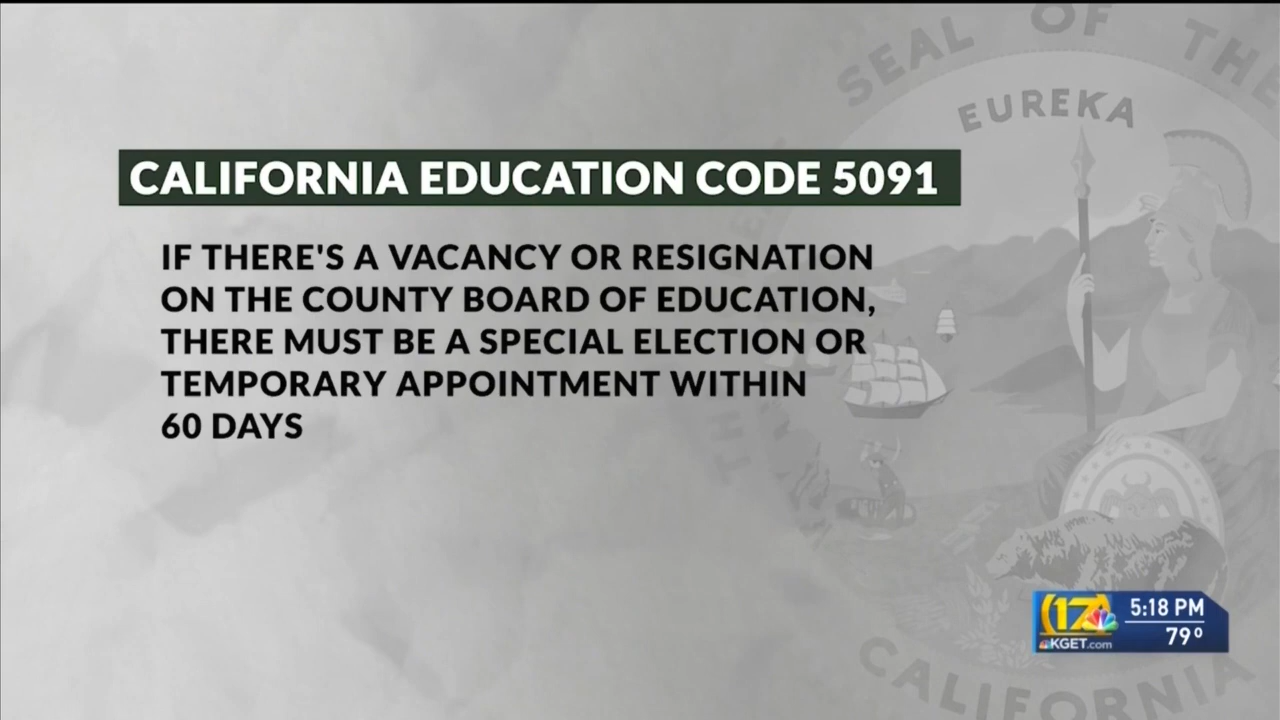 SEAL OF THE
EUREKA
CALIFORNIA EDUCATION CODE 5091
IF THERE'S A VACANCY OR RESIGNATION
ON THE COUNTY BOARD OF EDUCATION,
THERE MUST BE A SPECIAL ELECTION OR
TEMPORARY APPOINTMENT WITHIN
60 DAYS
17
KGET.com
5:18 PM
79°
CALIFORNIA